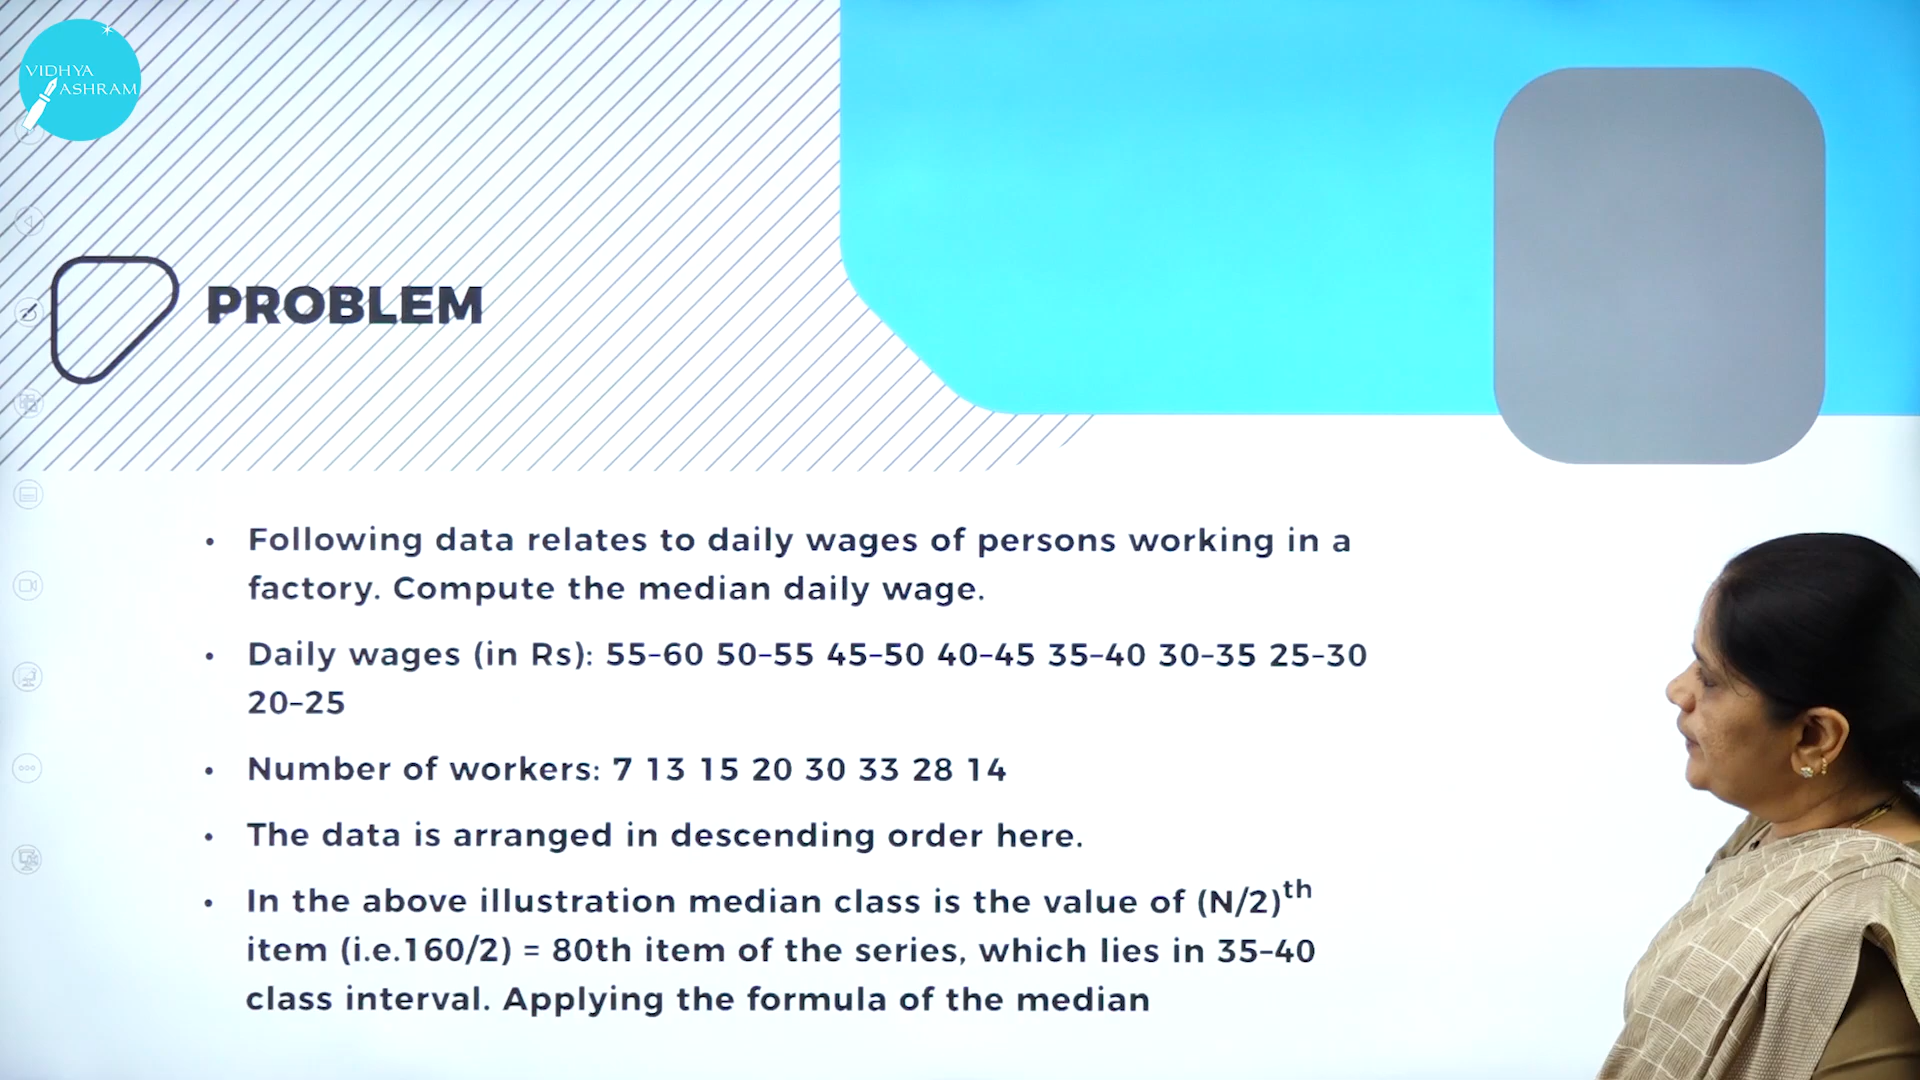 VIDHYA
ASHRAM
PROBLEM
• Following data relates to daily wages of persons working in a
factory. Compute the median daily wage.
• Daily wages (in Rs): 55–60 50–55 45–50 40–45 35–40 30–35 25–30
20–25
• Number of workers: 7 13 15 20 30 33 28 14
• The data is arranged in descending order here.
• In the above illustration median class is the value of (N/2)th
item (i.e.160/2) = 80th item of the series, which lies in 35–40
class interval. Applying the formula of the median